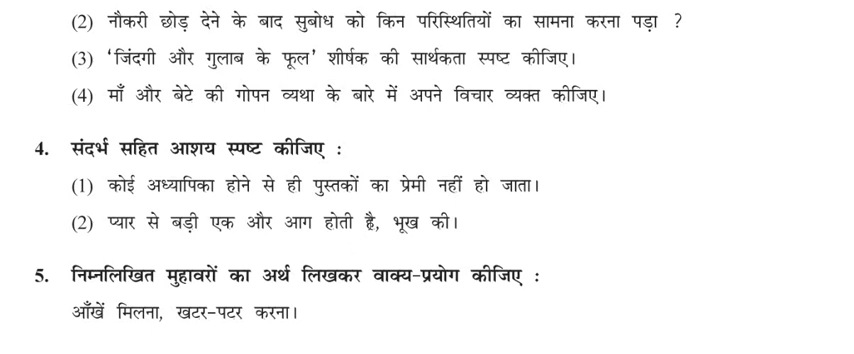 (2) नौकरी छोड़ देने के बाद सुबोध को किन परिस्थितियों का सामना करना पड़ा ?
(3) ‘जिंदगी और गुलाब के फूल’ शीर्षक की सार्थकता स्पष्ट कीजिए।
(4) माँ और बेटे की गोपन व्यथा के बारे में अपने विचार व्यक्त कीजिए।
4. संदर्भ सहित आशय स्पष्ट कीजिए :
(1) कोई अध्यापिका होने से ही पुस्तकों का प्रेमी नहीं हो जाता।
(2) प्यार से बड़ी एक और आग होती है, भूख की।
5. निम्नलिखित मुहावरों का अर्थ लिखकर वाक्य-प्रयोग कीजिए :
आँखें मिलना, खटर-पटर करना।